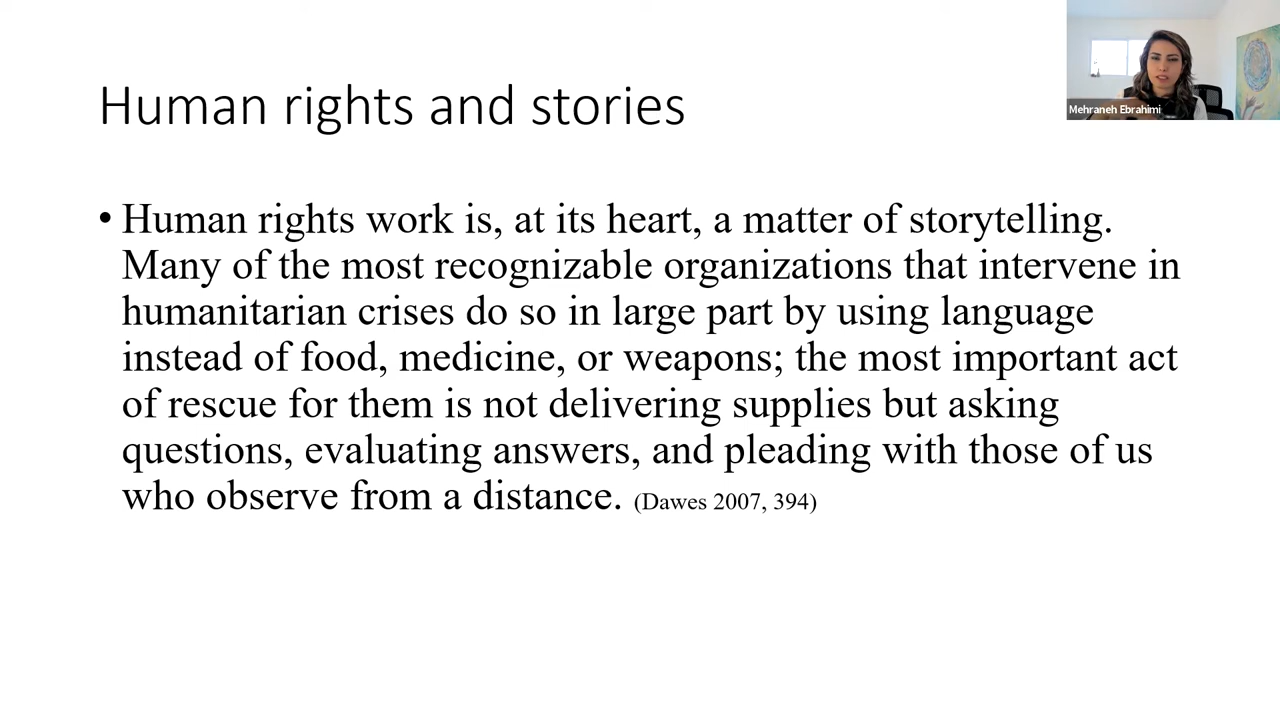 Human rights and stories
Mehraneh Ebrahimi
• Human rights work is, at its heart, a matter of storytelling.
Many of the most recognizable organizations that intervene in
humanitarian crises do so in large part by using language
instead of food, medicine, or weapons; the most important act
of rescue for them is not delivering supplies but asking
questions, evaluating answers, and pleading with those of us
who observe from a distance. (Dawes 2007, 394)